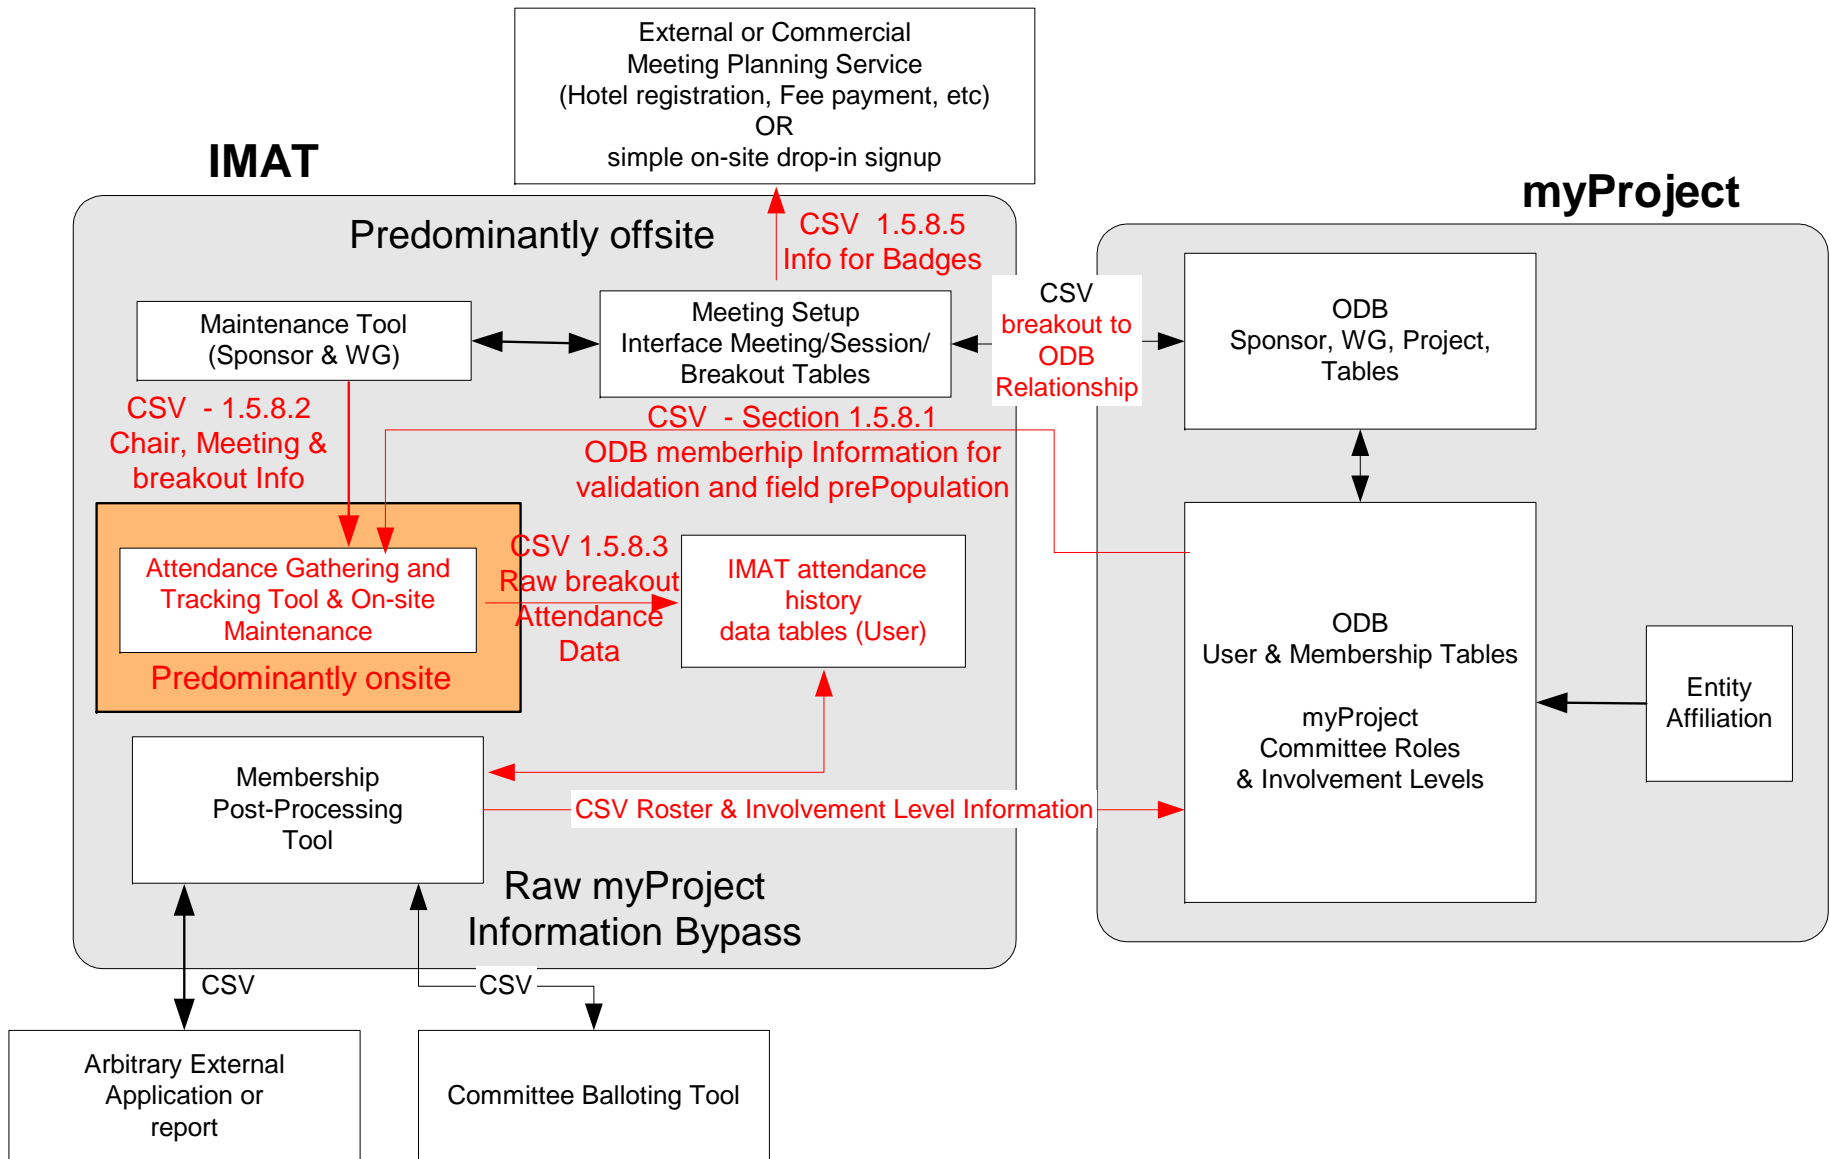 External or Commercial
Meeting Planning Service
(Hotel registration, Fee payment, etc)
OR
simple on-site drop-in signup
IMAT
myProject
Predominantly offsite
CSV 1.5.8.5
Info for Badges
Maintenance Tool
(Sponsor & WG)
Meeting Setup
Interface Meeting/Session/
Breakout Tables
CSV
breakout to
ODB
Relationship
ODB
Sponsor, WG, Project,
Tables
CSV - 1.5.8.2
Chair, Meeting &
breakout Info
CSV - Section 1.5.8.1
ODB memberhip Information for
validation and field prePopulation
Attendance Gathering and
Tracking Tool & On-site
Maintenance
Predominantly onsite
CSV 1.5.8.3
Raw breakout
Attendance
Data
IMAT attendance
history
data tables (User)
ODB
User & Membership Tables
myProject
Committee Roles
& Involvement Levels
Entity
Affiliation
Membership
Post-Processing
Tool
CSV Roster & Involvement Level Information
Raw myProject
Information Bypass
CSV
CSV
Arbitrary External
Application or
report
Committee Balloting Tool